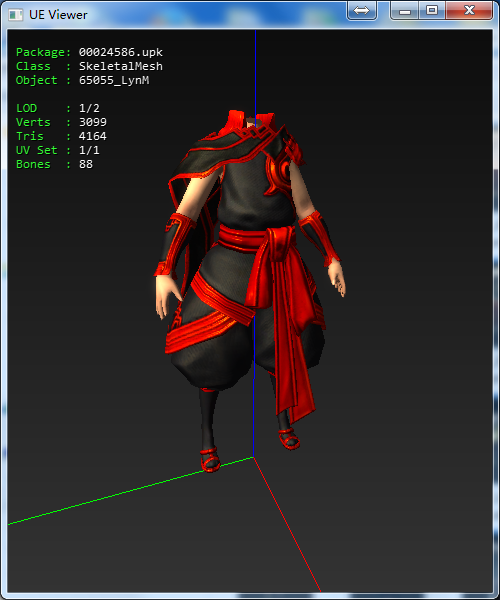 UE Viewer
Package: 00024586.upk
Class : SkeletalMesh
Object : 65055_LynM
LOD : 1/2
Verts : 3099
Tris : 4164
UV Set : 1/1
Bones : 88